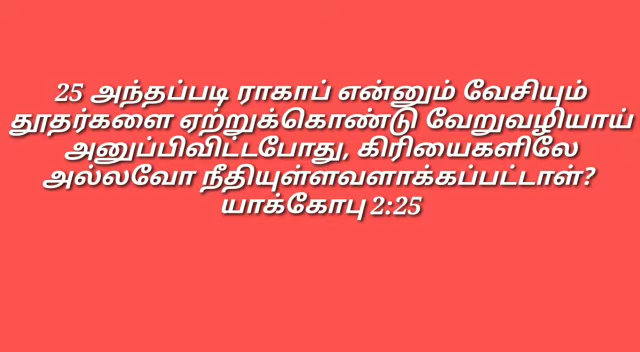 25 அந்தப்படி ராகாப் என்னும் வேசியும்
தூதர்களை ஏற்றுக்கொண்டு வேறுவழியாய்
அனுப்பிவிட்டபோது, கிரியைகளிலே
அல்லவோ நீதியுள்ளவளாக்கப்பட்டாள்?
யாக்கோபு 2:25